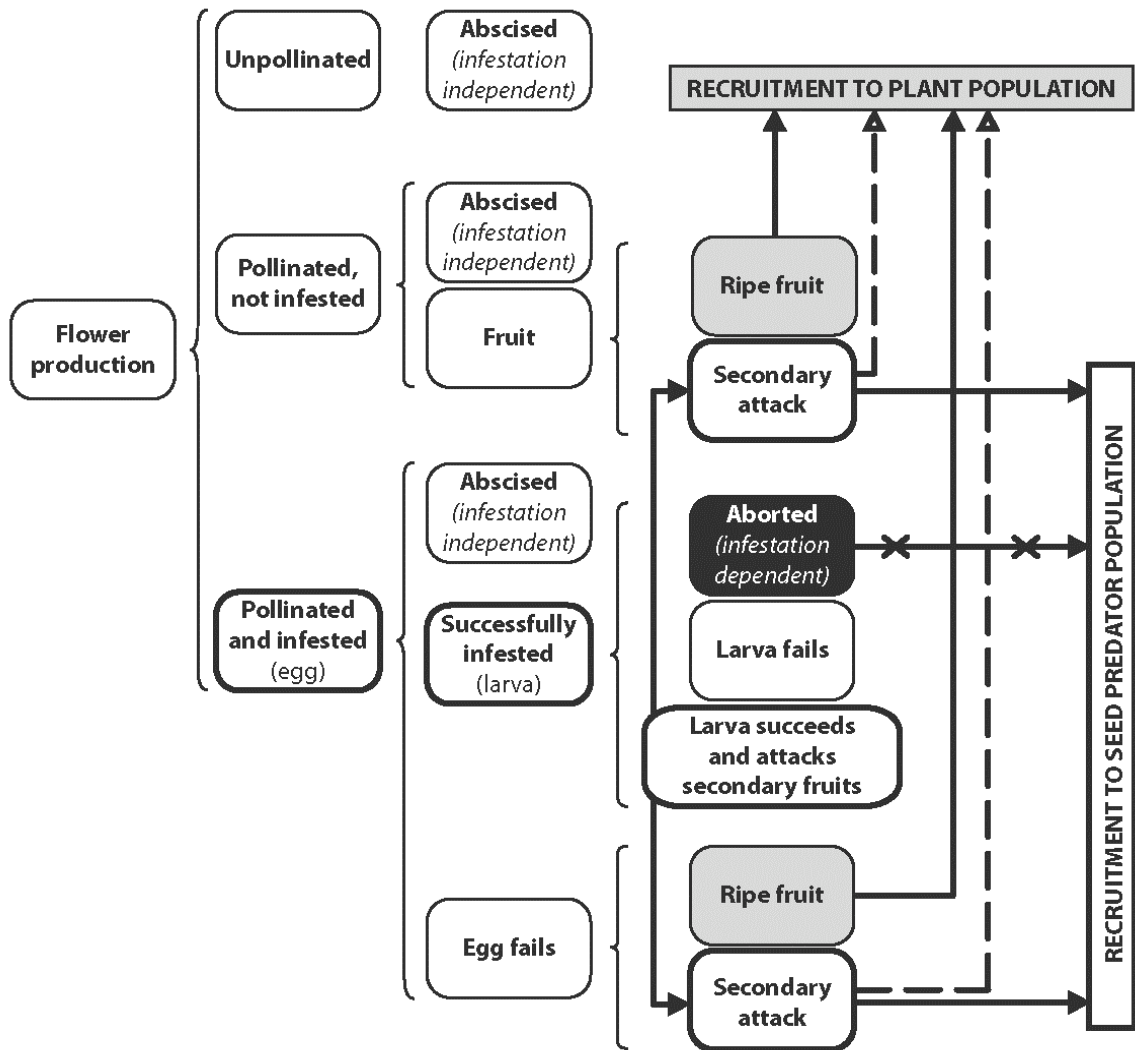 Flower
production
Unpollinated
Pollinated,
not infested
Pollinated
and infested
(egg)
Abscised
(infestation
independent)
Abscised
(infestation
independent)
Fruit
Abscised
(infestation
independent)
Successfully
infested
(larva)
Egg fails
Ripe fruit
Secondary
attack
Aborted
(infestation
dependent)
Larva fails
Larva succeeds
and attacks
secondary fruits
Ripe fruit
Secondary
attack
RECRUITMENT TO PLANT POPULATION
RECRUITMENT TO SEED PREDATOR POPULATION